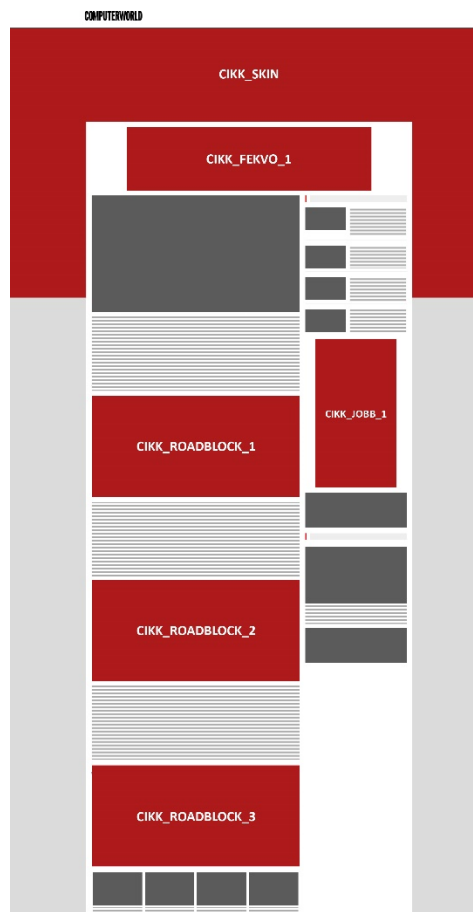 COMPUTERWORLD
CIKK_SKIN
CIKK_FEKVO_1
CIKK_JOBB_1
CIKK_ROADBLOCK_1
CIKK_ROADBLOCK_2
CIKK_ROADBLOCK_3